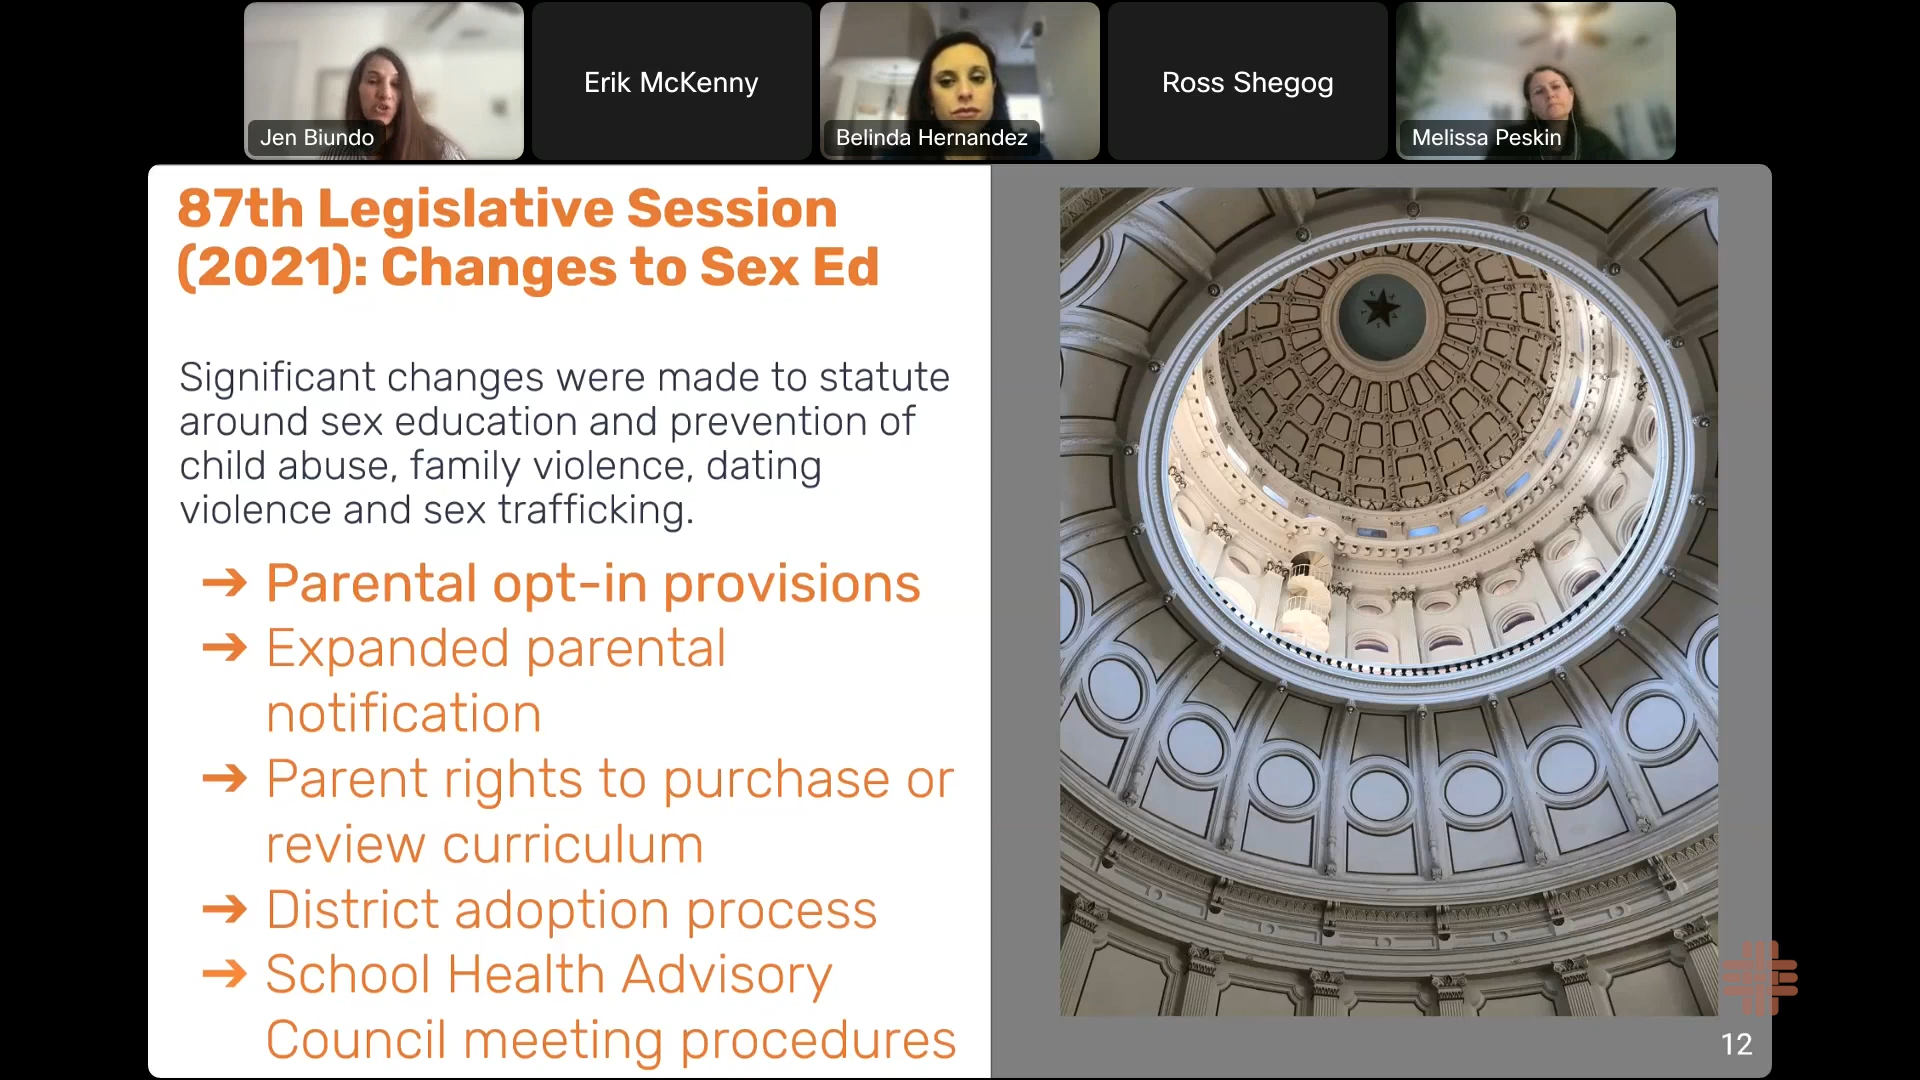 Jen Biundo
Erik McKenny
Belinda Hernandez
Ross Shegog
Melissa Peskin
87th Legislative Session
(2021): Changes to Sex Ed
Significant changes were made to statute
around sex education and prevention of
child abuse, family violence, dating
violence and sex trafficking.
➔ Parental opt-in provisions
➔ Expanded parental
notification
➔ Parent rights to purchase or
review curriculum
➔ District adoption process
➔ School Health Advisory
Council meeting procedures
12